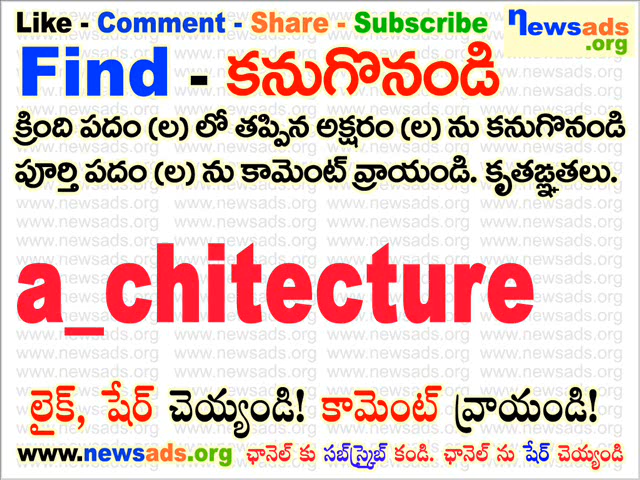 Like - Comment - Share - Subscribe
newsads
.org
Find - కనుగొనండి
క్రింది పదం (ల) లో తప్పిన అక్షరం (ల) ను కనుగొనండి
పూర్తి పదం (ల) ను కామెంట్ వ్రాయండి. కృతఙ్ఞతలు.
a_chitecture
లైక్, షేర్ చెయ్యండి! కామెంట్ వ్రాయండి!
www.newsads.org ఛానెల్ కు సబ్‌స్క్రైబ్ కండి. ఛానెల్ ను షేర్ చెయ్యండి